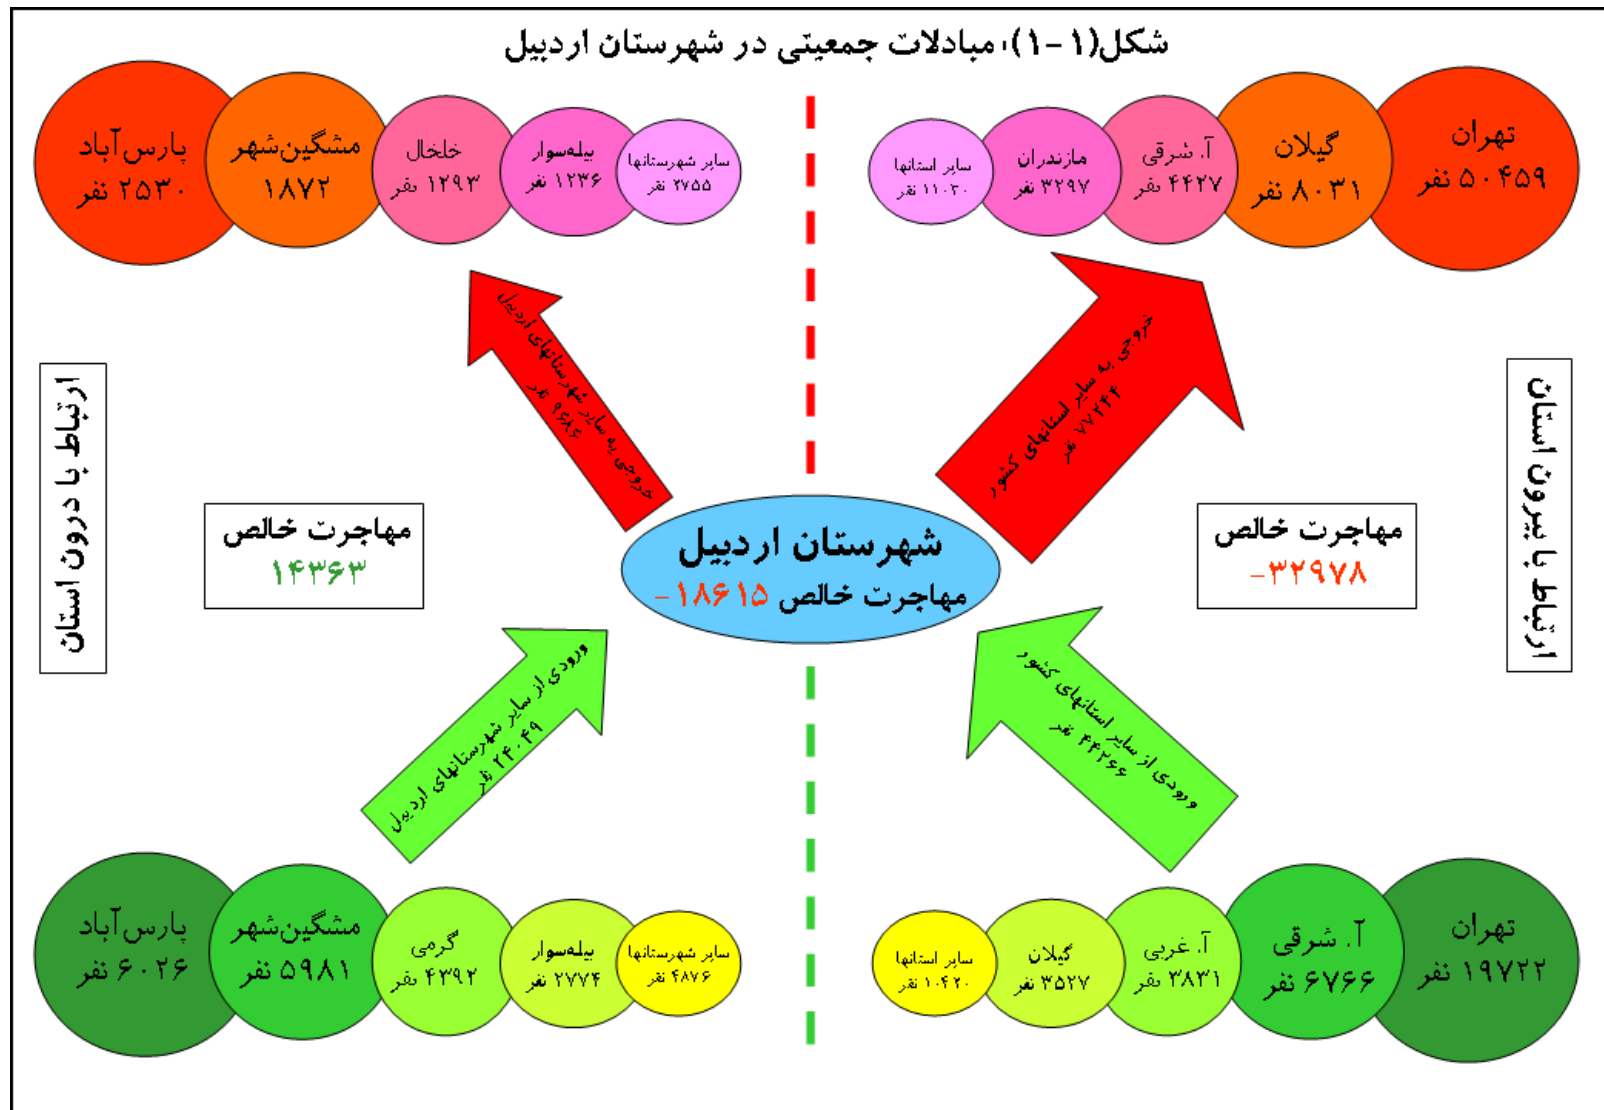 شکل(۱-۱): مبادلات جمعیتی در شهرستان اردبیل
تهران
۵۰۴۵۹ نفر
گیلان
۸۰۳۱ نفر
آ. شرقی
۴۴۲۷ نفر
مازندران
۳۲۹۷ نفر
سایر استانها
۱۱۰۳۰ نفر
سایر شهرستانها
۲۷۵۵ نفر
بیله‌سوار
۱۲۳۶ نفر
خلخال
۱۲۹۳ نفر
مشگین‌شهر
۱۸۷۲
پارس‌آباد
۲۵۳۰ نفر
خروجی به سایر استانهای کشور
۷۷۲۴۴ نفر
خروجی به سایر شهرستانهای اردبیل
۹۶۸۶ نفر
ارتباط با بیرون استان
مهاجرت خالص
-۳۲۹۷۸
شهرستان اردبیل
مهاجرت خالص ۱۸۶۱۵-
مهاجرت خالص
۱۴۳۶۳
ارتباط با درون استان
ورودی از سایر استانهای کشور
۴۴۲۶۶ نفر
ورودی از سایر شهرستانهای اردبیل
۲۴۰۴۹ نفر
تهران
۱۹۷۲۲ نفر
آ. شرقی
۶۷۶۶ نفر
آ. غربی
۳۸۳۱ نفر
گیلان
۳۵۲۷ نفر
سایر استانها
۱۰۴۲۰ نفر
سایر شهرستانها
۴۸۷۶ نفر
بیله‌سوار
۲۷۷۴ نفر
گرمی
۴۳۹۲ نفر
مشگین‌شهر
۵۹۸۱ نفر
پارس‌آباد
۶۰۲۶ نفر